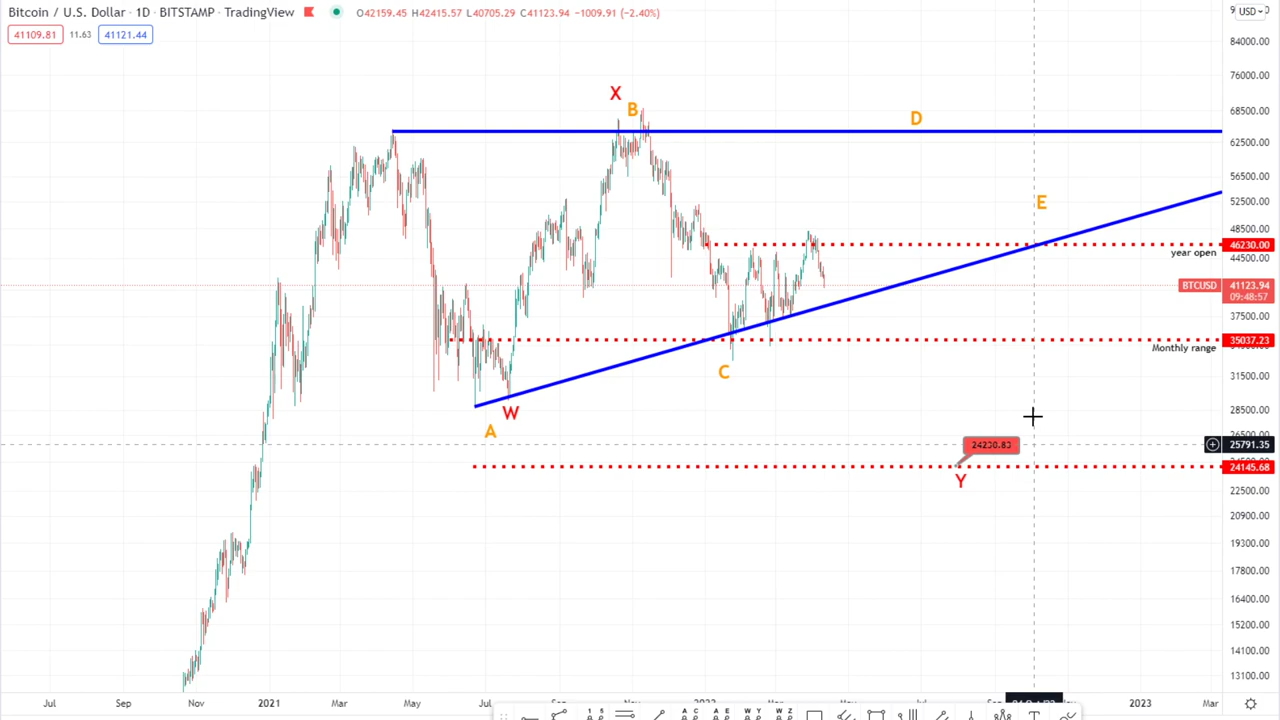 Bitcoin / U.S. Dollar · 1D · BITSTAMP · TradingView O42159.45 H42415.57 L40705.29 C41123.94 −1009.91 (−2.40%)
USD
41109.81 11.63 41121.44
84000.00
76000.00
X
B
68500.00
D
62500.00
56500.00
E
52500.00
48500.00
46230.00
year open
44500.00
BTCUSD 41123.94
09:48:57
37500.00
35037.23
Monthly range
C
31500.00
W
28500.00
A
24230.83
25791.35
24145.68
Y
22500.00
20900.00
19300.00
17800.00
16400.00
15200.00
14100.00
13100.00
Jul Sep Nov 2021 Mar May Jul Nov 2023 Mar